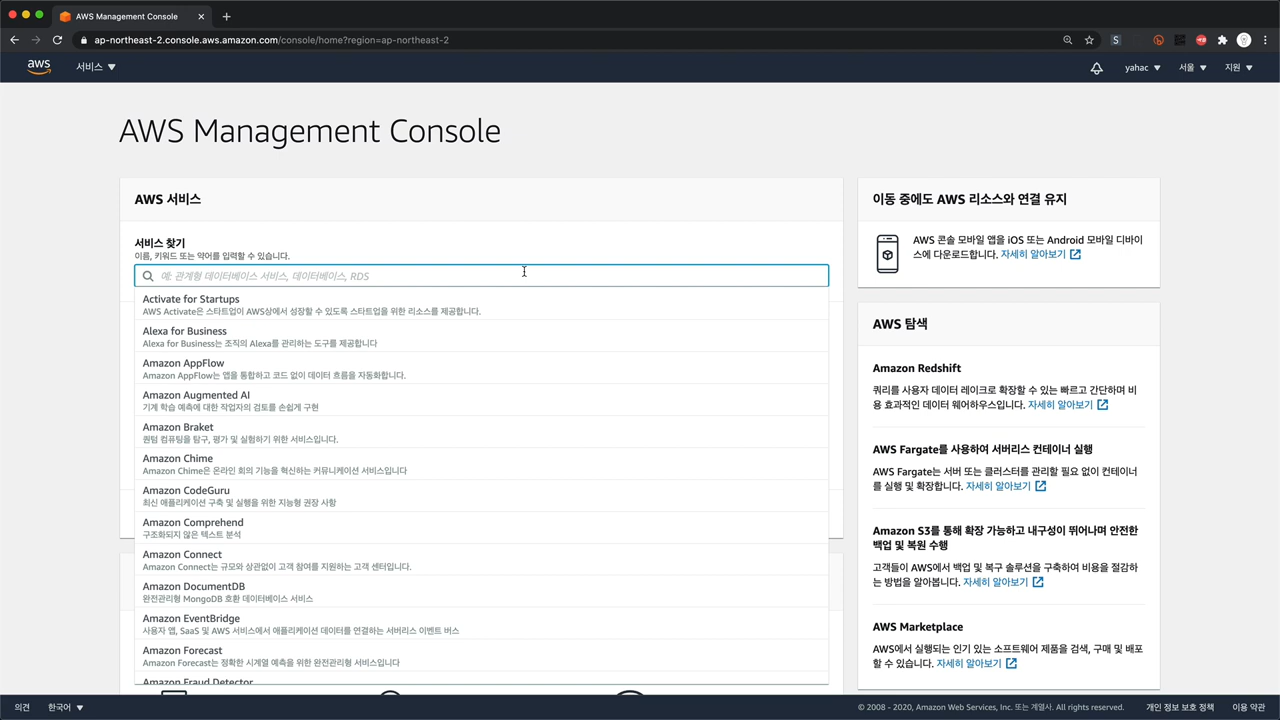 AWS Management Console
ap-northeast-2.console.aws.amazon.com/console/home?region=ap-northeast-2
aws
서비스
yahac
서울
지원
AWS Management Console
AWS 서비스
서비스 찾기
이름, 키워드 또는 약어를 입력할 수 있습니다.
예: 관계형 데이터베이스 서비스, 데이터베이스, RDS
Activate for Startups
AWS Activate은 스타트업이 AWS상에서 성장할 수 있도록 스타트업을 위한 리소스를 제공합니다.
Alexa for Business
Alexa for Business는 조직의 Alexa를 관리하는 도구를 제공합니다
Amazon AppFlow
Amazon AppFlow는 앱을 통합하고 코드 없이 데이터 흐름을 자동화합니다.
Amazon Augmented AI
기계 학습 예측에 대한 작업자의 검토를 손쉽게 구현
Amazon Braket
퀀텀 컴퓨팅을 탐구, 평가 및 실험하기 위한 서비스입니다.
Amazon Chime
Amazon Chime은 온라인 회의 기능을 혁신하는 커뮤니케이션 서비스입니다
Amazon CodeGuru
최신 애플리케이션 구축 및 실행을 위한 지능형 권장 사항
Amazon Comprehend
구조화되지 않은 텍스트 분석
Amazon Connect
Amazon Connect는 규모와 상관없이 고객 참여를 지원하는 고객 센터입니다.
Amazon DocumentDB
완전관리형 MongoDB 호환 데이터베이스 서비스
Amazon EventBridge
사용자 앱, SaaS 및 AWS 서비스에서 애플리케이션 데이터를 연결하는 서버리스 이벤트 버스
Amazon Forecast
Amazon Forecast는 정확한 시계열 예측을 위한 완전관리형 서비스입니다
Amazon Fraud Detector
이동 중에도 AWS 리소스와 연결 유지
AWS 콘솔 모바일 앱을 iOS 또는 Android 모바일 디바이
스에 다운로드합니다. 자세히 알아보기
AWS 탐색
Amazon Redshift
쿼리를 사용자 데이터 레이크로 확장할 수 있는 빠르고 간단하며 비
용 효과적인 데이터 웨어하우스입니다. 자세히 알아보기
AWS Fargate를 사용하여 서버리스 컨테이너 실행
AWS Fargate는 서버 또는 클러스터를 관리할 필요 없이 컨테이너
를 실행 및 확장합니다. 자세히 알아보기
Amazon S3를 통해 확장 가능하고 내구성이 뛰어나며 안전한
백업 및 복원 수행
고객들이 AWS에서 백업 및 복구 솔루션을 구축하여 비용을 절감하
는 방법을 알아봅니다. 자세히 알아보기
AWS Marketplace
AWS에서 실행되는 인기 있는 소프트웨어 제품을 검색, 구매 및 배포
할 수 있습니다. 자세히 알아보기
의견
한국어
© 2008 - 2020, Amazon Web Services, Inc. 또는 계열사. All rights reserved.
개인 정보 보호 정책
이용 약관